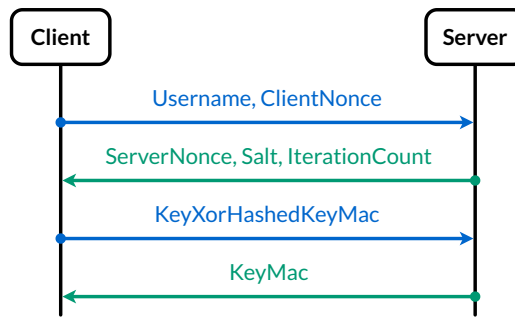 Client
Server
Username, ClientNonce
ServerNonce, Salt, IterationCount
KeyXorHashedKeyMac
KeyMac